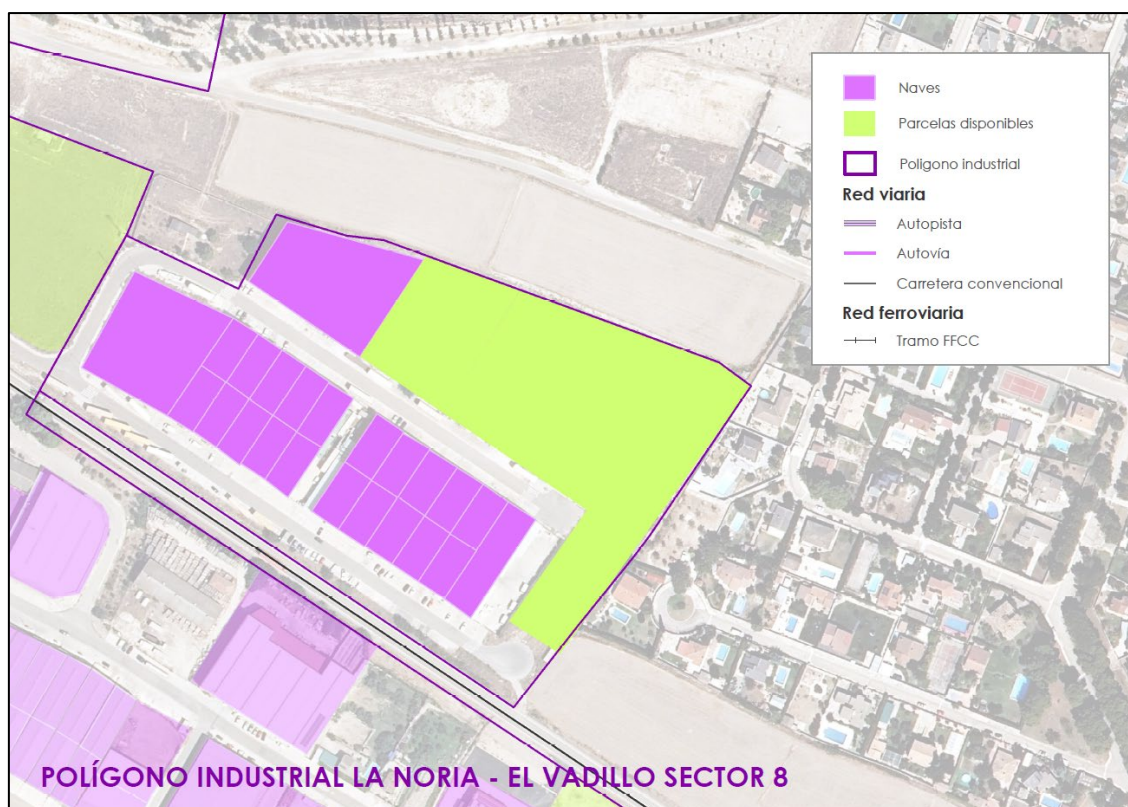 Naves
Parcelas disponibles
Poligono industrial
Red viaria
Autopista
Autovía
Carretera convencional
Red ferroviaria
Tramo FFCC
POLÍGONO INDUSTRIAL LA NORIA - EL VADILLO SECTOR 8